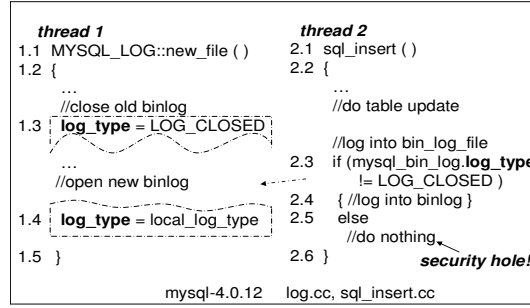 thread 1
1.1 MYSQL_LOG::new_file ( )
1.2 {
…
//close old binlog
1.3 log_type = LOG_CLOSED
…
//open new binlog
1.4 log_type = local_log_type
1.5 }
thread 2
2.1 sql_insert ( )
2.2 {
…
//do table update
//log into bin_log_file
2.3 if (mysql_bin_log.log_type
!= LOG_CLOSED )
2.4 { //log into binlog }
2.5 else
//do nothing
2.6 }
security hole!
mysql-4.0.12 log.cc, sql_insert.cc